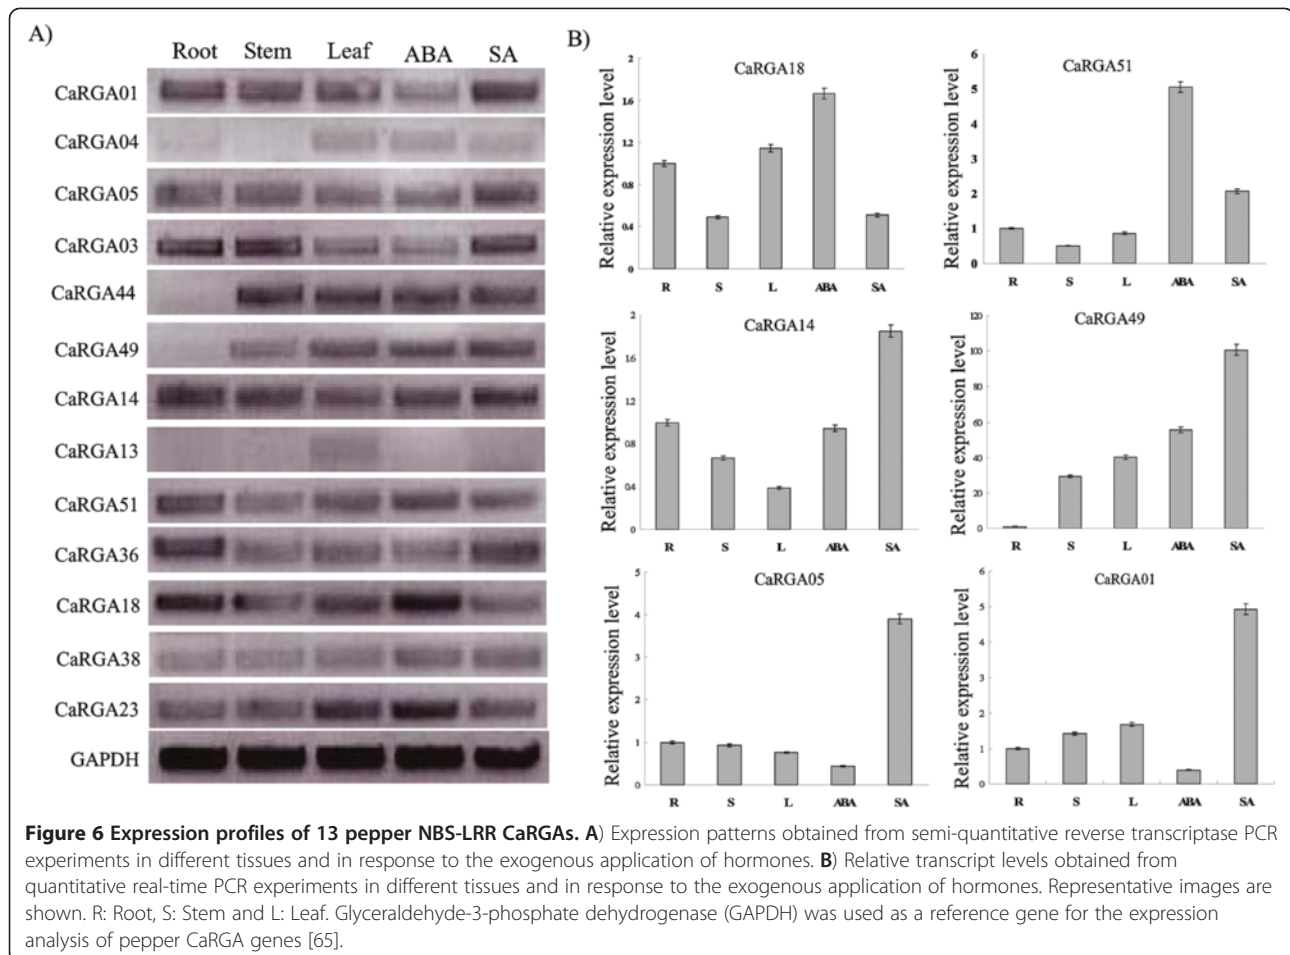 A)
Root Stem Leaf ABA SA
CaRGA01
CaRGA04
CaRGA05
CaRGA03
CaRGA44
CaRGA49
CaRGA14
CaRGA13
CaRGA51
CaRGA36
CaRGA18
CaRGA38
CaRGA23
GAPDH
B)
CaRGA18
Relative expression level
2
1.6
1.2
0.8
0.4
0
R S L ABA SA
CaRGA51
Relative expression level
6
5
4
3
2
1
0
R S L ABA SA
CaRGA14
Relative expression level
2
1.6
1.2
0.8
0.4
0
R S L ABA SA
CaRGA49
Relative expression level
120
100
80
60
40
20
0
R S L ABA SA
CaRGA05
Relative expression level
5
4
3
2
1
0
R S L ABA SA
CaRGA01
Relative expression level
6
5
4
3
2
1
0
R S L ABA SA
Figure 6 Expression profiles of 13 pepper NBS-LRR CaRGAs. A) Expression patterns obtained from semi-quantitative reverse transcriptase PCR
experiments in different tissues and in response to the exogenous application of hormones. B) Relative transcript levels obtained from
quantitative real-time PCR experiments in different tissues and in response to the exogenous application of hormones. Representative images are
shown. R: Root, S: Stem and L: Leaf. Glyceraldehyde-3-phosphate dehydrogenase (GAPDH) was used as a reference gene for the expression
analysis of pepper CaRGA genes [65].